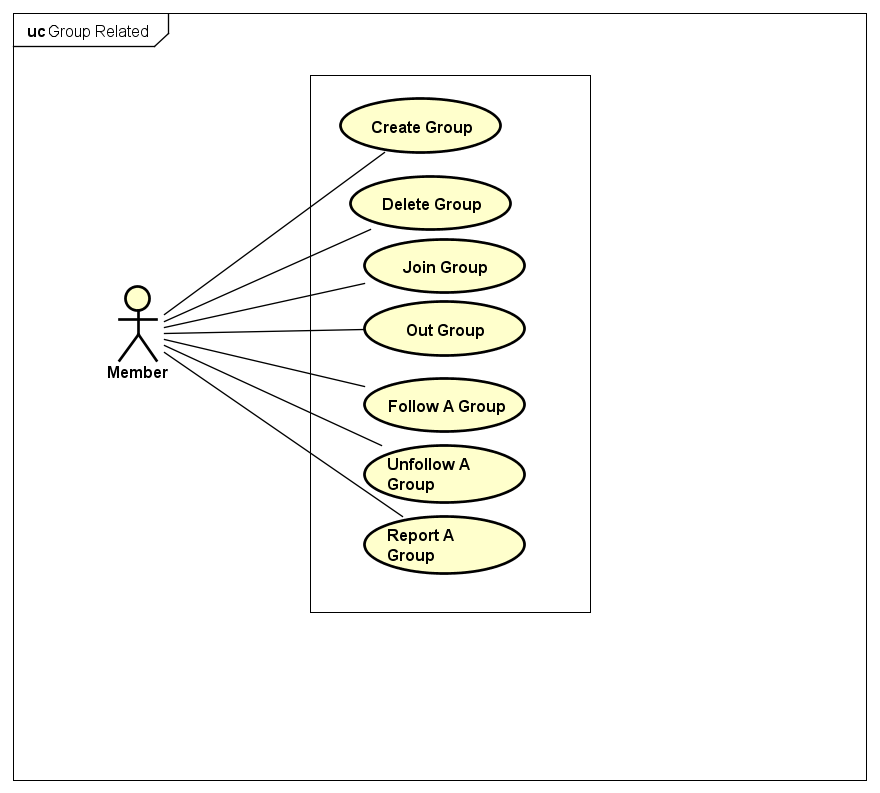 uc Group Related
Create Group
Delete Group
Join Group
Out Group
Member
Follow A Group
Unfollow A
Group
Report A
Group